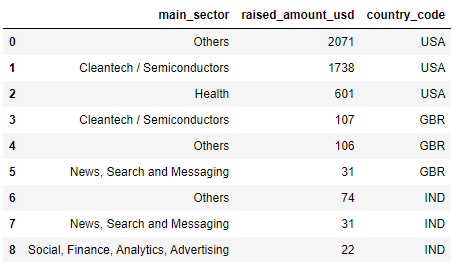 main_sector raised_amount_usd country_code
0 Others 2071 USA
1 Cleantech / Semiconductors 1738 USA
2 Health 601 USA
3 Cleantech / Semiconductors 107 GBR
4 Others 106 GBR
5 News, Search and Messaging 31 GBR
6 Others 74 IND
7 News, Search and Messaging 31 IND
8 Social, Finance, Analytics, Advertising 22 IND